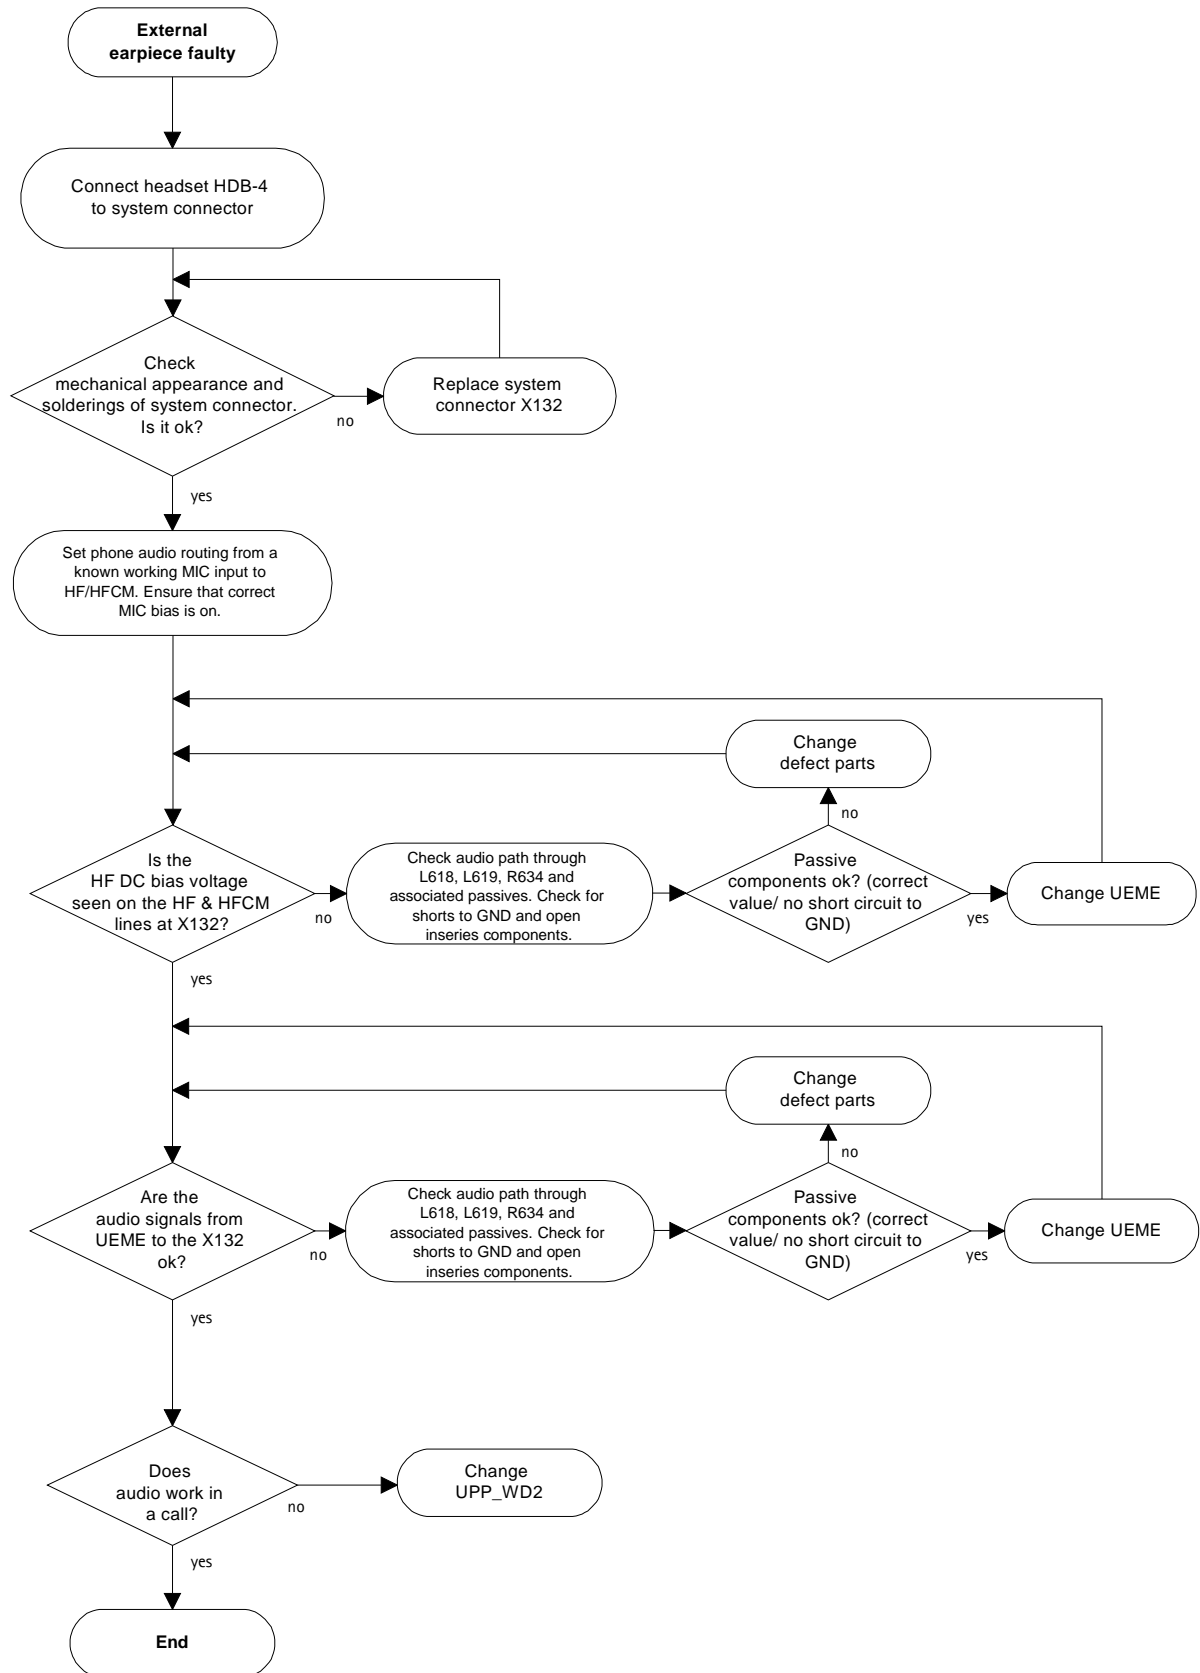 External
earpiece faulty
Connect headset HDB-4
to system connector
Check
mechanical appearance and
solderings of system connector.
Is it ok?
no
Replace system
connector X132
yes
Set phone audio routing from a
known working MIC input to
HF/HFCM. Ensure that correct
MIC bias is on.
Change
defect parts
no
Is the
HF DC bias voltage
seen on the HF & HFCM
lines at X132?
no
Check audio path through
L618, L619, R634 and
associated passives. Check for
shorts to GND and open
inseries components.
Passive
components ok? (correct
value/ no short circuit to
GND)
yes
Change UEME
yes
Change
defect parts
no
Are the
audio signals from
UEME to the X132
ok?
no
Check audio path through
L618, L619, R634 and
associated passives. Check for
shorts to GND and open
inseries components.
Passive
components ok? (correct
value/ no short circuit to
GND)
yes
Change UEME
yes
Does
audio work in
a call?
no
Change
UPP_WD2
yes
End